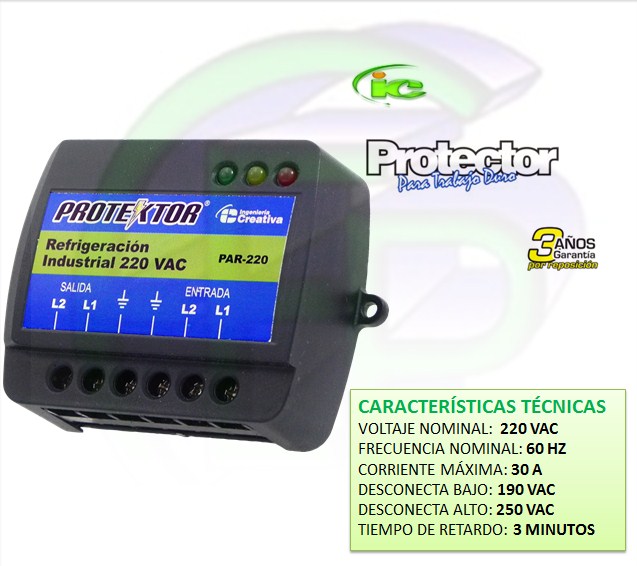 ic
Protector
Para Trabajo Duro
3 AÑOS
Garantía
por reposición
PROTEKTOR®
Ingeniería
Creativa
Refrigeración
Industrial 220 VAC
PAR-220
SALIDA
ENTRADA
L2 L1 L2 L1
CARACTERÍSTICAS TÉCNICAS
VOLTAJE NOMINAL: 220 VAC
FRECUENCIA NOMINAL: 60 HZ
CORRIENTE MÁXIMA: 30 A
DESCONECTA BAJO: 190 VAC
DESCONECTA ALTO: 250 VAC
TIEMPO DE RETARDO: 3 MINUTOS